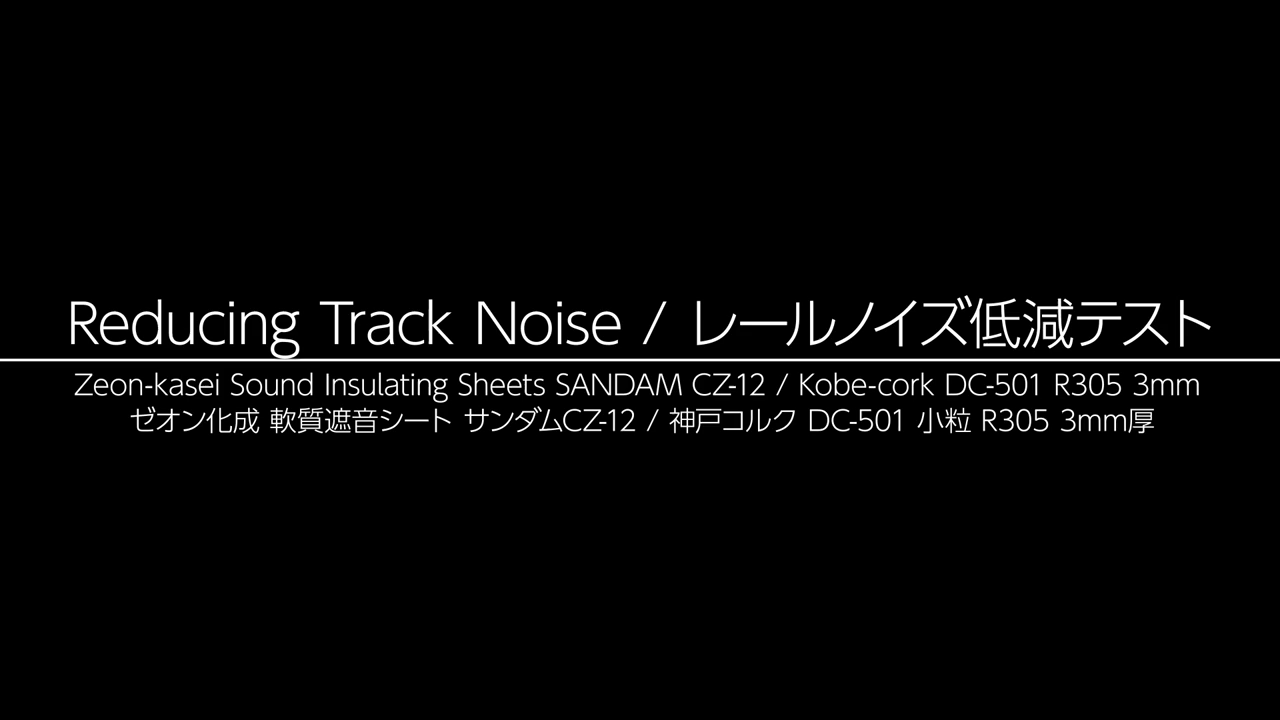 Reducing Track Noise / レールノイズ低減テスト
Zeon-kasei Sound Insulating Sheets SANDAM CZ-12 / Kobe-cork DC-501 R305 3mm
ゼオン化成 軟質遮音シート サンダムCZ-12 / 神戸コルク DC-501 小粒 R305 3mm厚